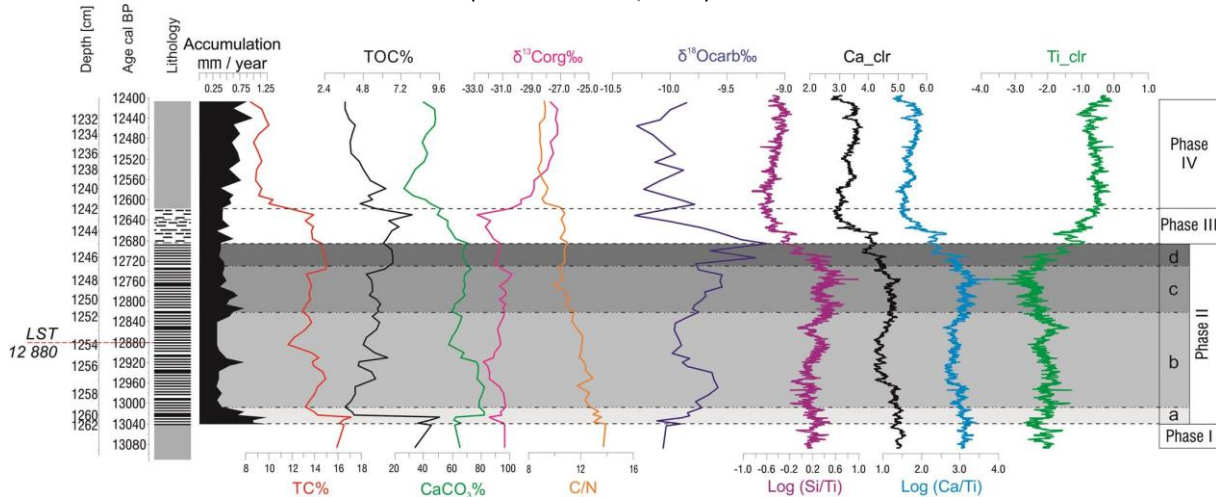 Depth [cm]
Age cal BP
Lithology
Accumulation
mm / year
0.25 0.75 1.25
TOC%
2.4 4.8 7.2 9.6
δ¹³Corg‰
-33.0 -31.0 -29.0 -27.0 -25.0
δ¹⁸Ocarb‰
-10.5 -10.0 -9.5 -9.0
Ca_clr
2.0 3.0 4.0 5.0 6.0
Ti_clr
-4.0 -3.0 -2.0 -1.0 0.0 1.0
12400
12440
12480
12520
12560
12600
12640
12680
12720
12760
12800
12840
12880
12920
12960
13000
13040
13080
1232
1234
1236
1238
1240
1242
1244
1246
1248
1250
1252
1254
1256
1258
1260
1262
LST
12 880
Phase IV
Phase III
Phase II
d
c
b
a
Phase I
8 10 12 14 16 18
TC%
20 40 60 80 100
CaCO₃%
8 10 12 14 16
C/N
-1.0 -0.6 -0.2 0.2 0.6 1.0
Log (Si/Ti)
1.0 2.0 3.0 4.0
Log (Ca/Ti)